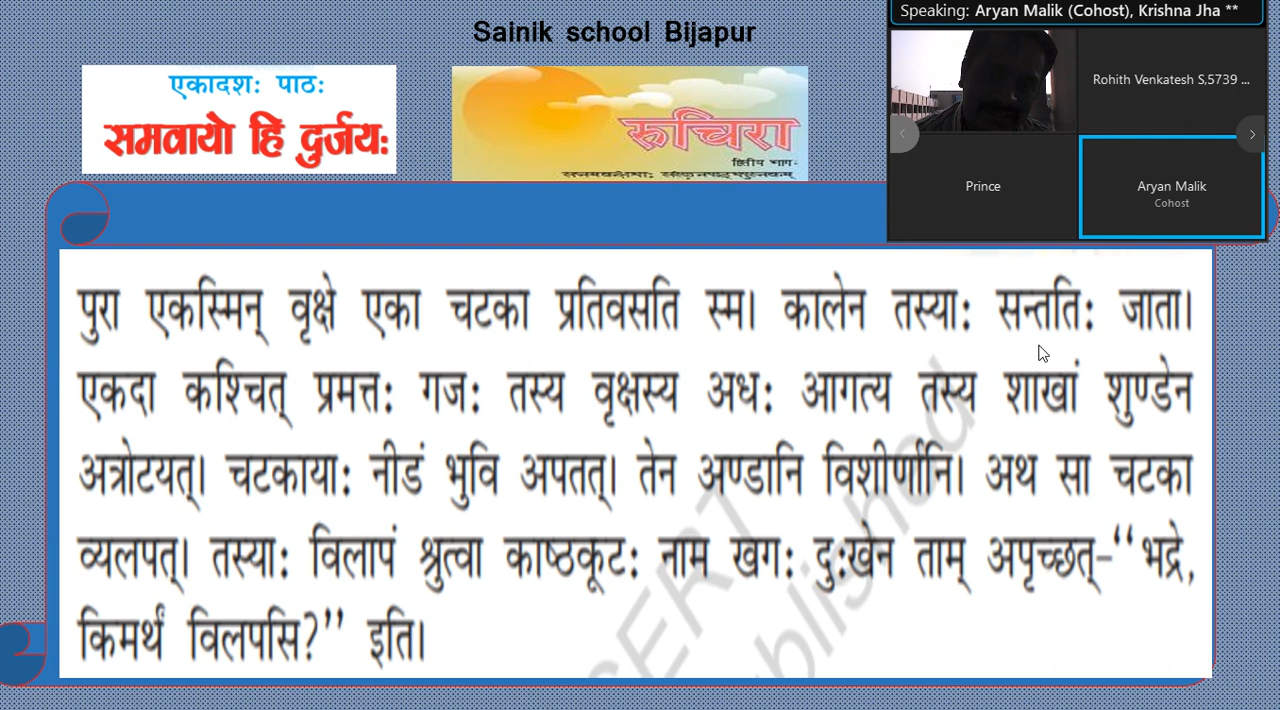 Speaking: Aryan Malik (Cohost), Krishna Jha **
Sainik school Bijapur
एकादशः पाठः
समवायो हि दुर्जयः
रुचिरा
द्वितीय भागः
Rohith Venkatesh S,5739 ...
Prince
Aryan Malik
Cohost
पुरा एकस्मिन् वृक्षे एका चटका प्रतिवसति स्म। कालेन तस्याः सन्ततिः जाता।
एकदा कश्चित् प्रमत्तः गजः तस्य वृक्षस्य अधः आगत्य तस्य शाखां शुण्डेन
अत्रोटयत्। चटकायाः नीडं भुवि अपतत्। तेन अण्डानि विशीर्णानि। अथ सा चटका
व्यलपत्। तस्याः विलापं श्रुत्वा काष्ठकूटः नाम खगः दुःखेन ताम् अपृच्छत्-“भद्रे,
किमर्थं विलपसि?” इति।